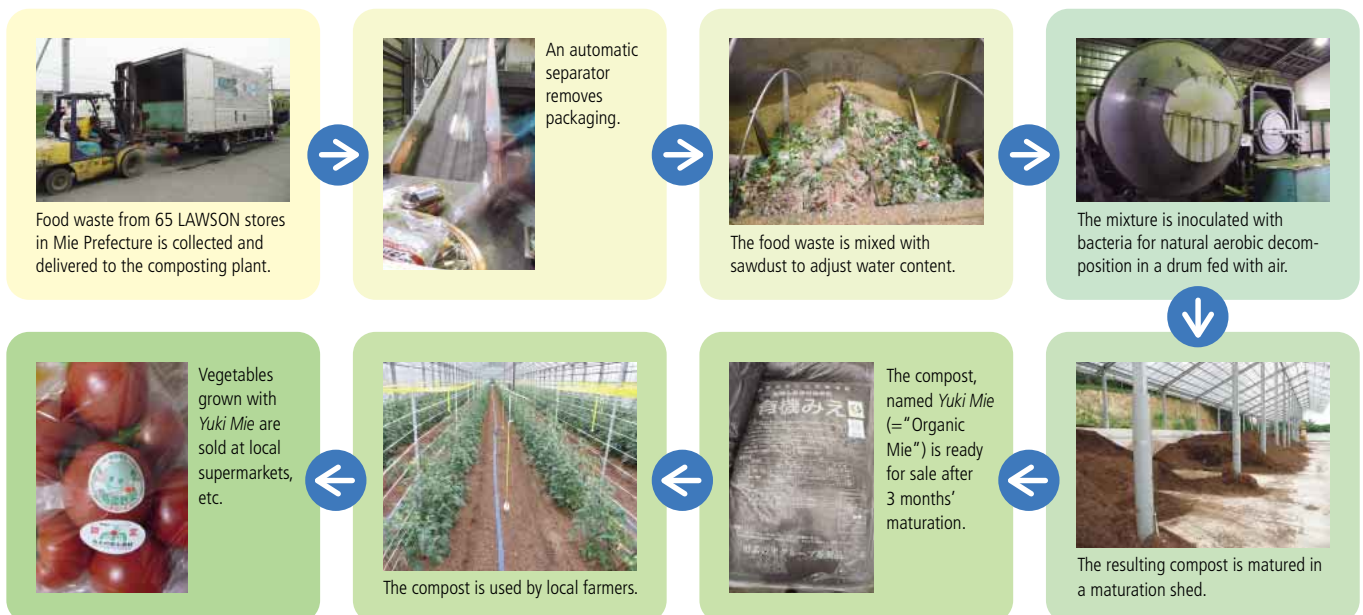 Food waste from 65 LAWSON stores
in Mie Prefecture is collected and
delivered to the composting plant.
An automatic
separator
removes
packaging.
The food waste is mixed with
sawdust to adjust water content.
The mixture is inoculated with
bacteria for natural aerobic decom-
position in a drum fed with air.
The resulting compost is matured in
a maturation shed.
The compost,
named Yuki Mie
(="Organic
Mie") is ready
for sale after
3 months'
maturation.
有機みえ
The compost is used by local farmers.
Vegetables
grown with
Yuki Mie are
sold at local
supermarkets,
etc.